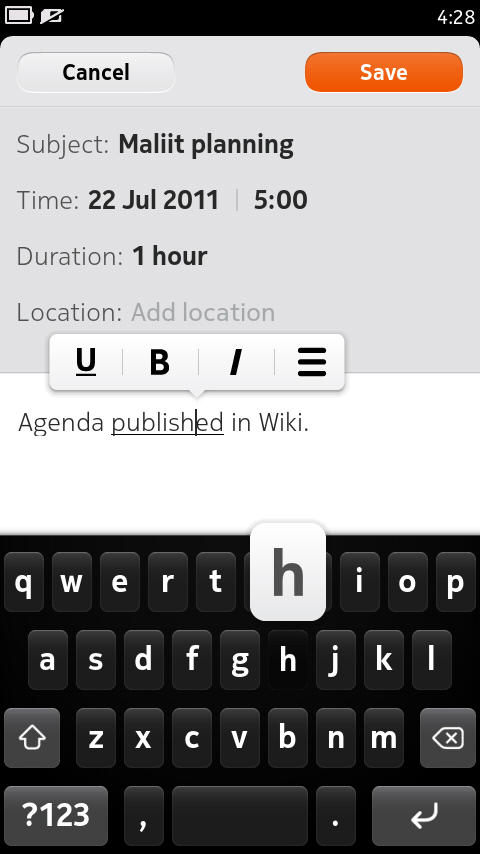 4:28
Cancel Save
Subject: Maliit planning
Time: 22 Jul 2011 5:00
Duration: 1 hour
Location: Add location
U B I
Agenda published in Wiki.
h
q w e r t i o p
a s d f g h j k l
z x c v b n m
?123 , .